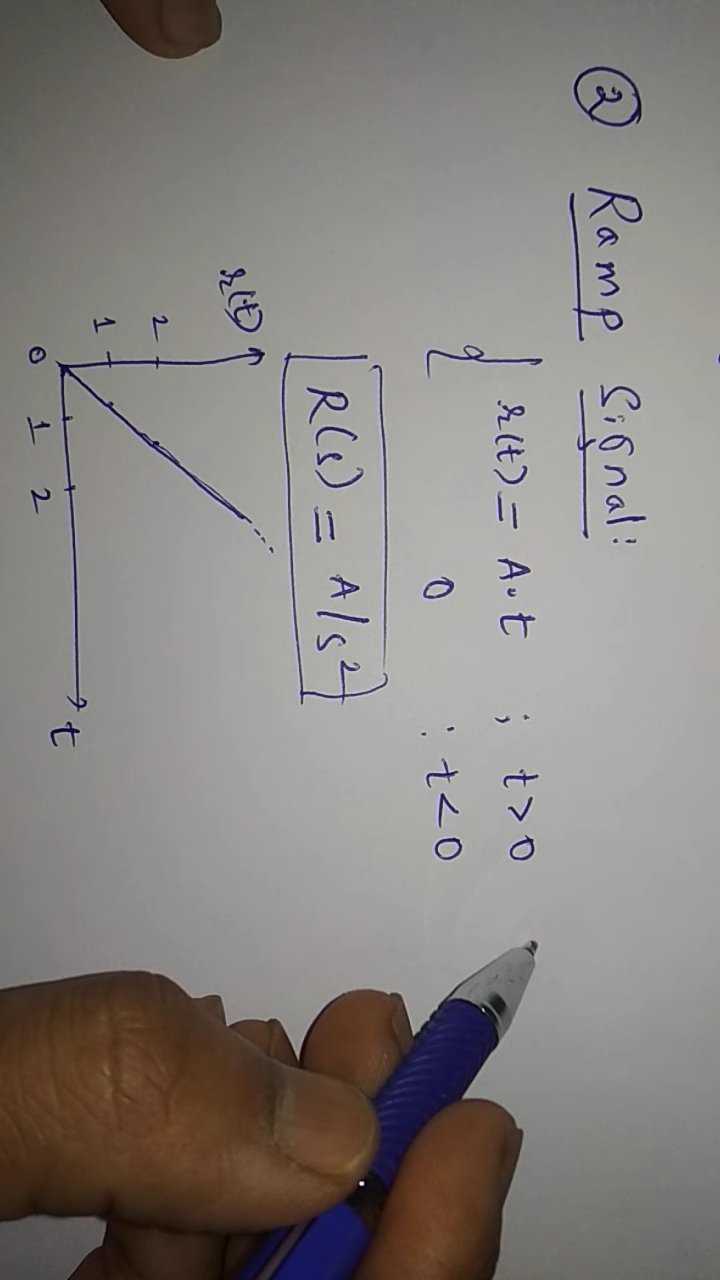 ② Ramp Signal:
r(t) = A·t ; t>0
0 : t<0
R(s) = A/s²
r(t)
2
1
0 1 2 t